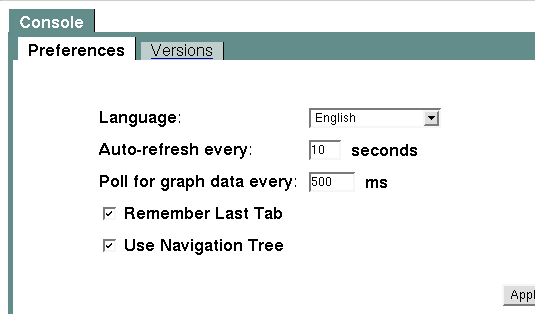 Console
Preferences Versions
Language: English
Auto-refresh every: 10 seconds
Poll for graph data every: 500 ms
Remember Last Tab
Use Navigation Tree
Appl